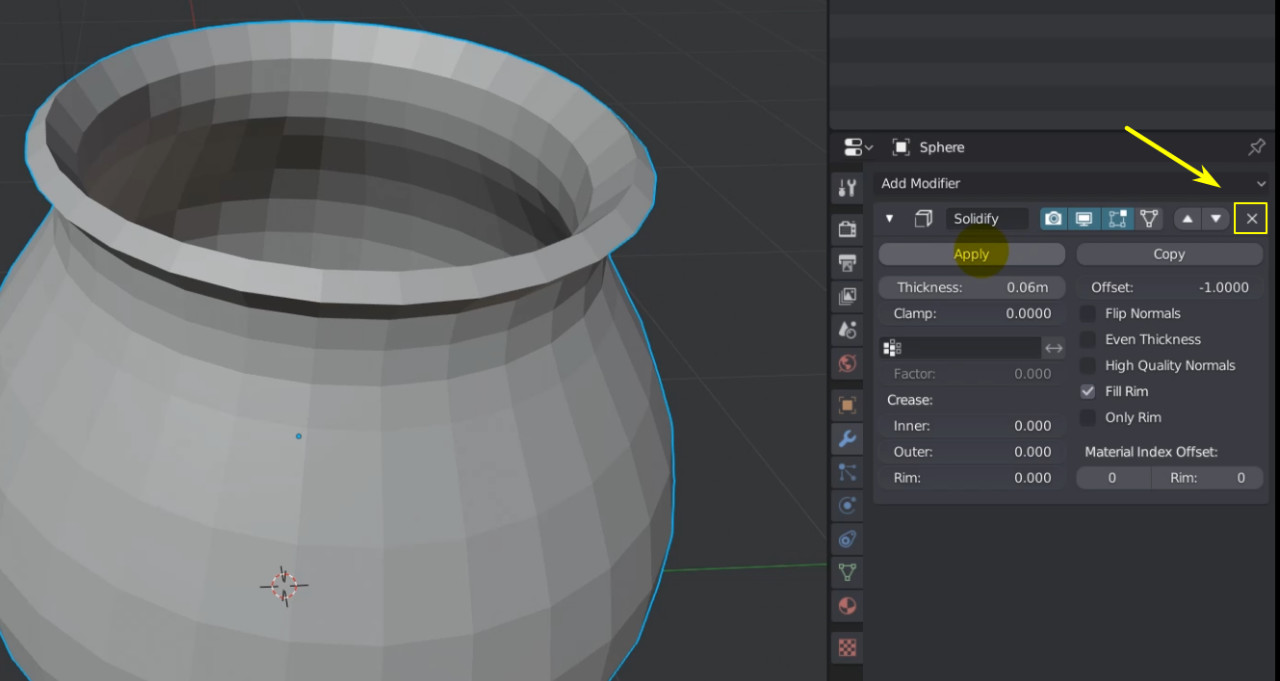 Sphere
Add Modifier
Solidify
Apply Copy
Thickness: 0.06m Offset: -1.0000
Clamp: 0.0000 Flip Normals
Even Thickness
High Quality Normals
Factor: 0.000
Fill Rim
Crease:
Only Rim
Inner: 0.000
Outer: 0.000 Material Index Offset:
Rim: 0.000 0 Rim: 0